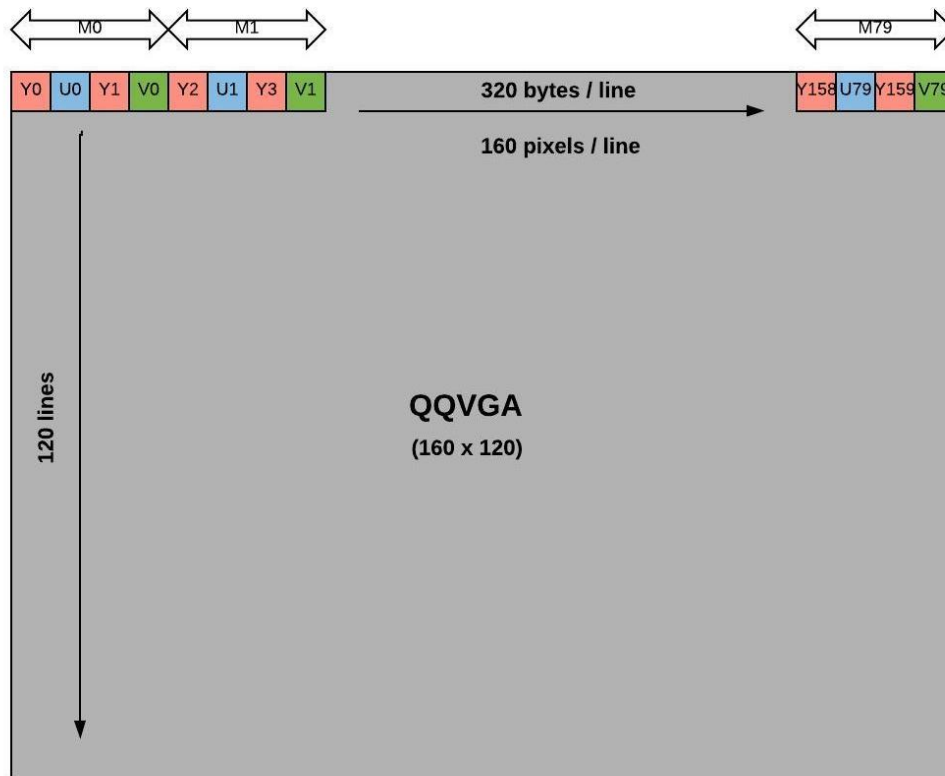 M0 M1 M79
Y0 U0 Y1 V0 Y2 U1 Y3 V1 320 bytes / line Y158 U79 Y159 V79
160 pixels / line
120 lines
QQVGA
(160 x 120)